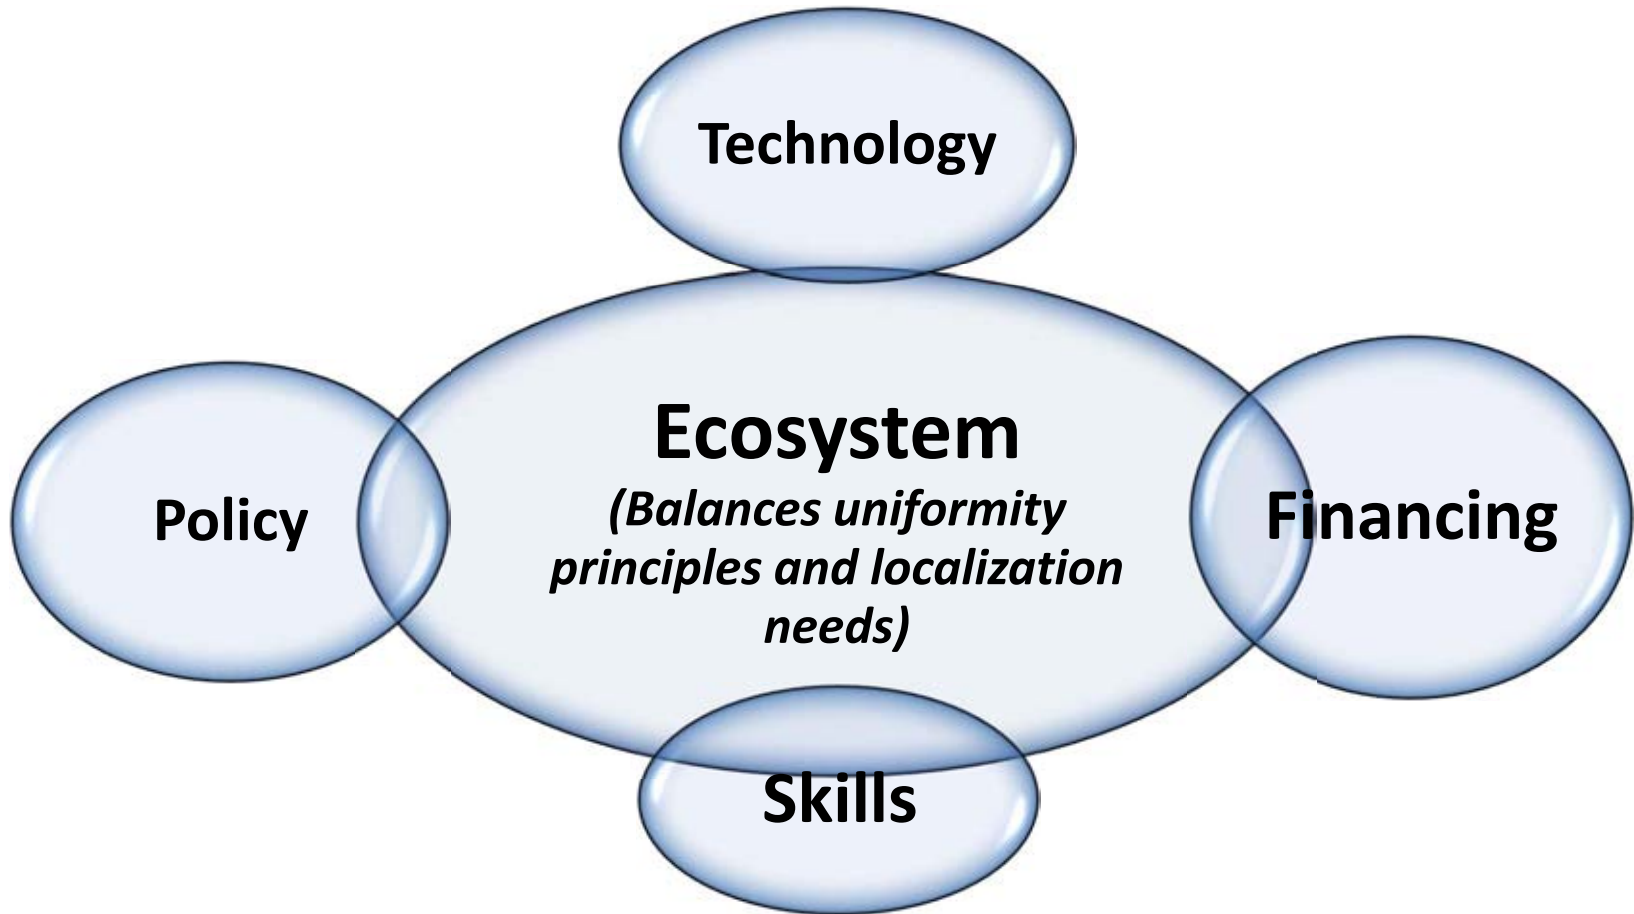 Technology
Ecosystem
(Balances uniformity
principles and localization
needs)
Policy
Financing
Skills